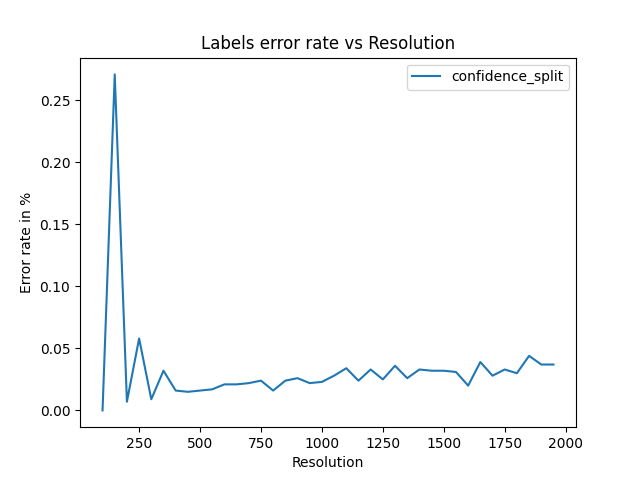 Labels error rate vs Resolution
confidence_split
0.25
0.20
0.15
0.10
0.05
0.00
Error rate in %
250 500 750 1000 1250 1500 1750 2000
Resolution